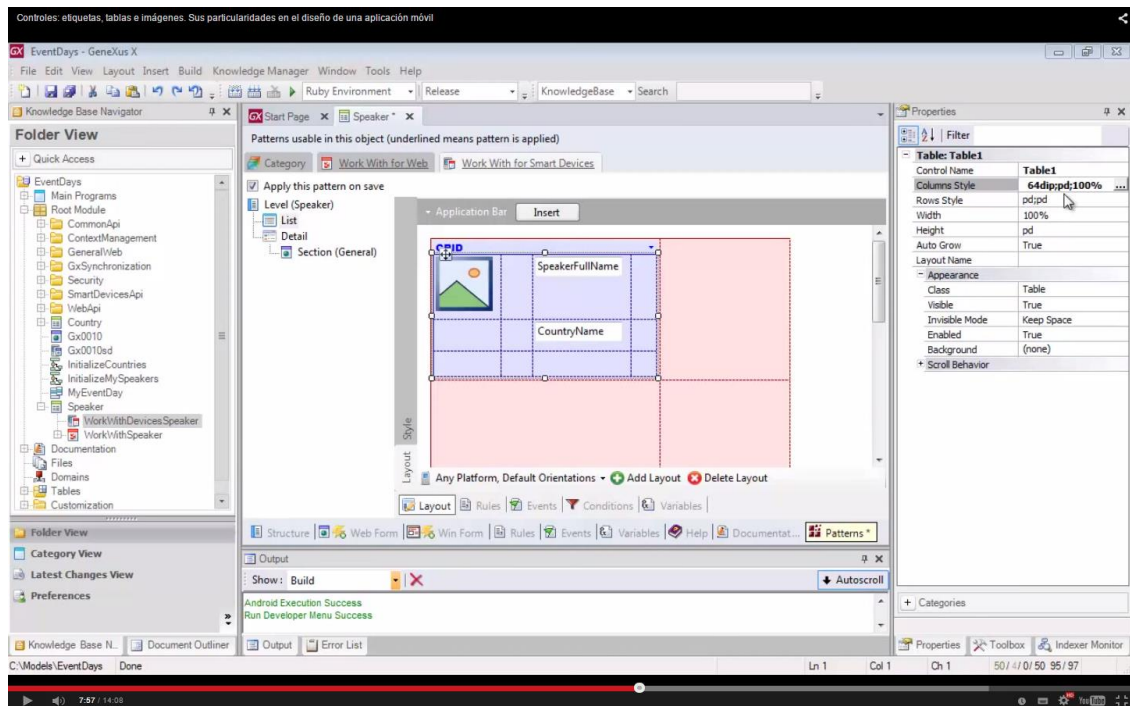 Controles: etiquetas, tablas e imágenes. Sus particularidades en el diseño de una aplicación móvil
EventDays - GeneXus X
File Edit View Layout Insert Build Knowledge Manager Window Tools Help
Ruby Environment Release KnowledgeBase Search
Knowledge Base Navigator
Folder View
+ Quick Access
EventDays
Main Programs
Root Module
CommonApi
ContextManagement
GeneralWeb
GxSynchronization
Security
SmartDevicesApi
WebApi
Country
Gx0010
Gx0010sd
InitializeCountries
InitializeMySpeakers
MyEventDay
Speaker
WorkWithDevicesSpeaker
WorkWithSpeaker
Documentation
Files
Domains
Tables
Customization
Folder View
Category View
Latest Changes View
Preferences
Knowledge Base N... Document Outliner
Start Page Speaker *
Patterns usable in this object (underlined means pattern is applied)
Category Work With for Web Work With for Smart Devices
Apply this pattern on save
Level (Speaker)
List
Detail
Section (General)
Application Bar Insert
GRID
SpeakerFullName
CountryName
Style
Layout
Any Platform, Default Orientations Add Layout Delete Layout
Layout Rules Events Conditions Variables
Structure Web Form Win Form Rules Events Variables Help Documentat... Patterns *
Output
Show: Build Autoscroll
Android Execution Success
Run Developer Menu Success
Output Error List
Properties
Filter
Table: Table1
Control Name Table1
Columns Style 64dip;pd;100% ...
Rows Style pd;pd
Width 100%
Height pd
Auto Grow True
Layout Name
Appearance
Class Table
Visible True
Invisible Mode Keep Space
Enabled True
Background (none)
+ Scroll Behavior
+ Categories
Properties Toolbox Indexer Monitor
C:\Models\EventDays Done Ln 1 Col 1 Ch 1 50/4/0/50 95/97
7:57 / 14:08 HD YouTube